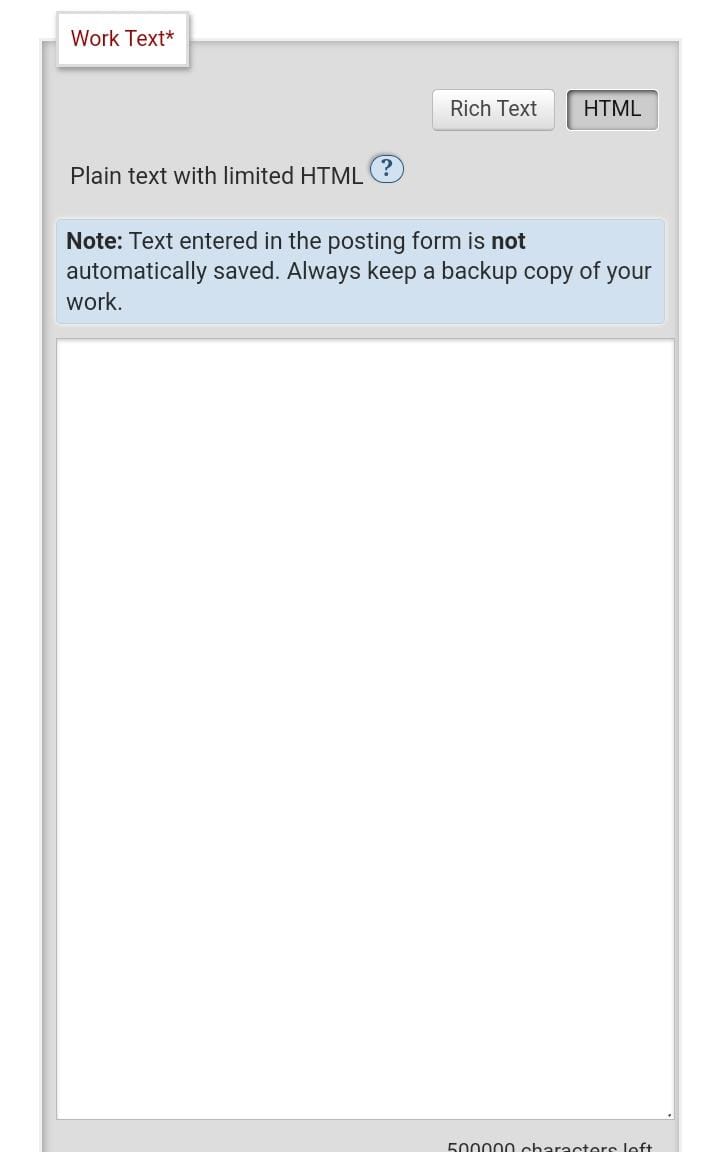 Work Text*
Rich Text
HTML
Plain text with limited HTML ?
Note: Text entered in the posting form is not
automatically saved. Always keep a backup copy of your
work.
500000 characters left